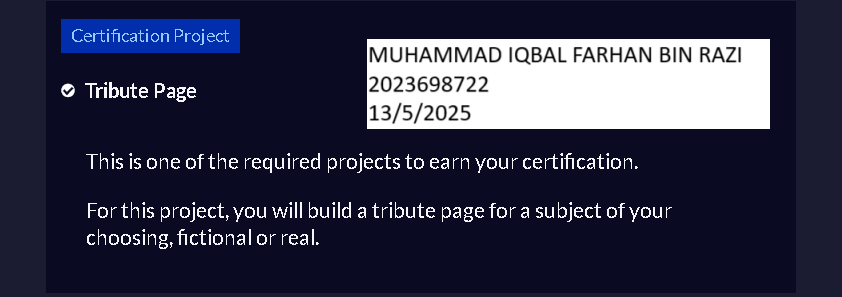 Certification Project
MUHAMMAD IQBAL FARHAN BIN RAZI
2023698722
13/5/2025
Tribute Page
This is one of the required projects to earn your certification.
For this project, you will build a tribute page for a subject of your
choosing, fictional or real.